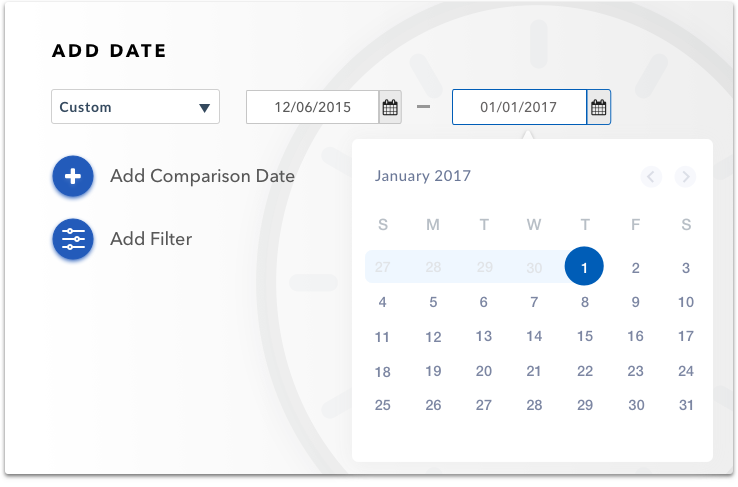 ADD DATE
Custom 12/06/2015 – 01/01/2017
Add Comparison Date
Add Filter
January 2017
S M T W T F S
27 28 29 30 1 2 3
4 5 6 7 8 9 10
11 12 13 14 15 16 17
18 19 20 21 22 23 24
25 26 27 28 29 30 31